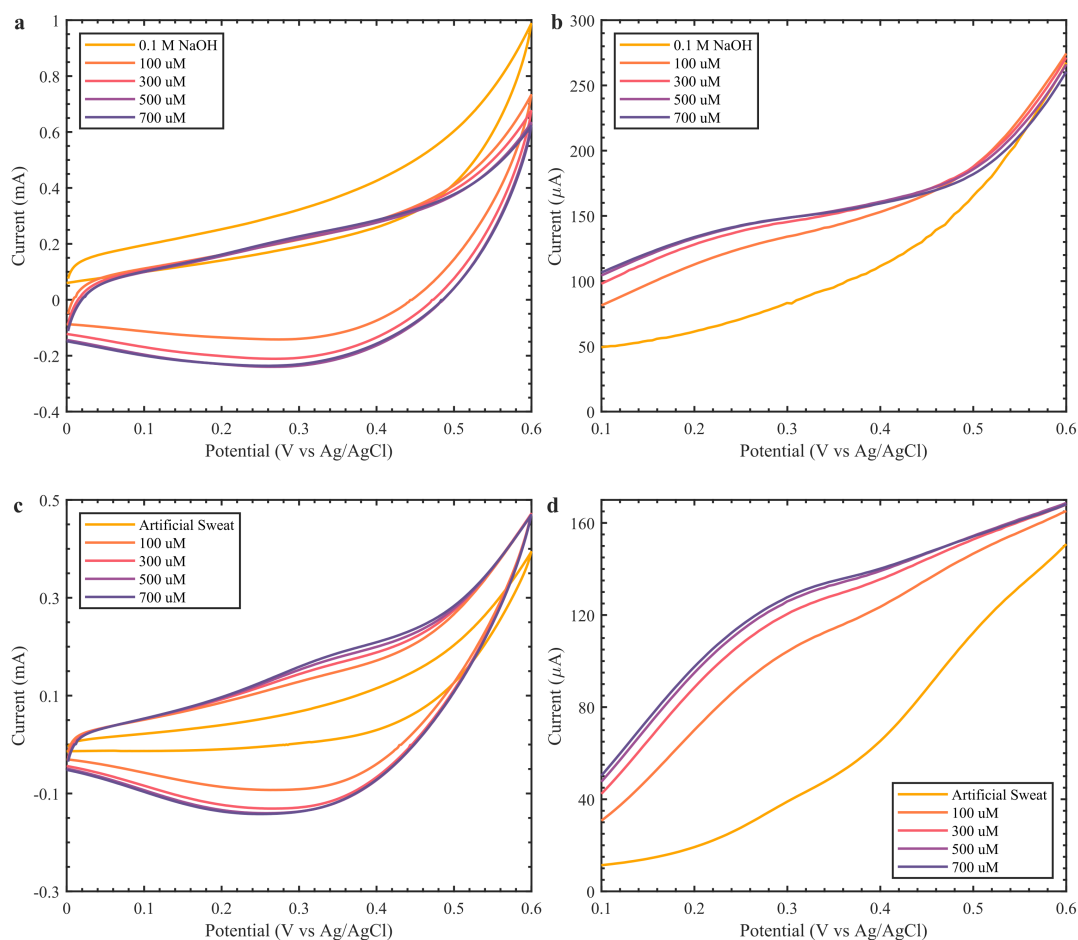 a
0.1 M NaOH
100 uM
300 uM
500 uM
700 uM
1
0.8
0.6
0.4
0.2
0
-0.2
-0.4
Current (mA)
0 0.1 0.2 0.3 0.4 0.5 0.6
Potential (V vs Ag/AgCl)
b
0.1 M NaOH
100 uM
300 uM
500 uM
700 uM
300
250
200
150
100
50
0
Current (μA)
0.1 0.2 0.3 0.4 0.5 0.6
Potential (V vs Ag/AgCl)
c
Artificial Sweat
100 uM
300 uM
500 uM
700 uM
0.5
0.3
0.1
-0.1
-0.3
Current (mA)
0 0.1 0.2 0.3 0.4 0.5 0.6
Potential (V vs Ag/AgCl)
d
160
120
80
40
0
Current (μA)
Artificial Sweat
100 uM
300 uM
500 uM
700 uM
0.1 0.2 0.3 0.4 0.5 0.6
Potential (V vs Ag/AgCl)